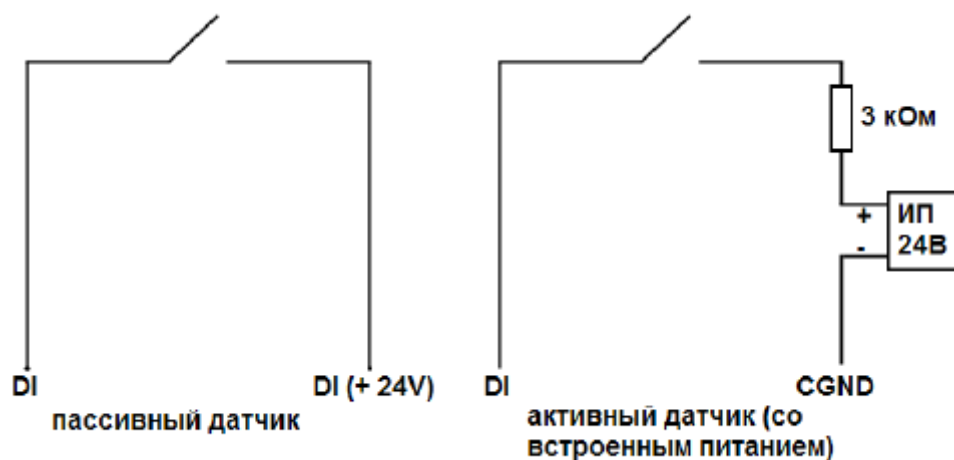 3 кОм
+ ИП
- 24В
DI
DI (+ 24V)
пассивный датчик
DI
CGND
активный датчик (со
встроенным питанием)